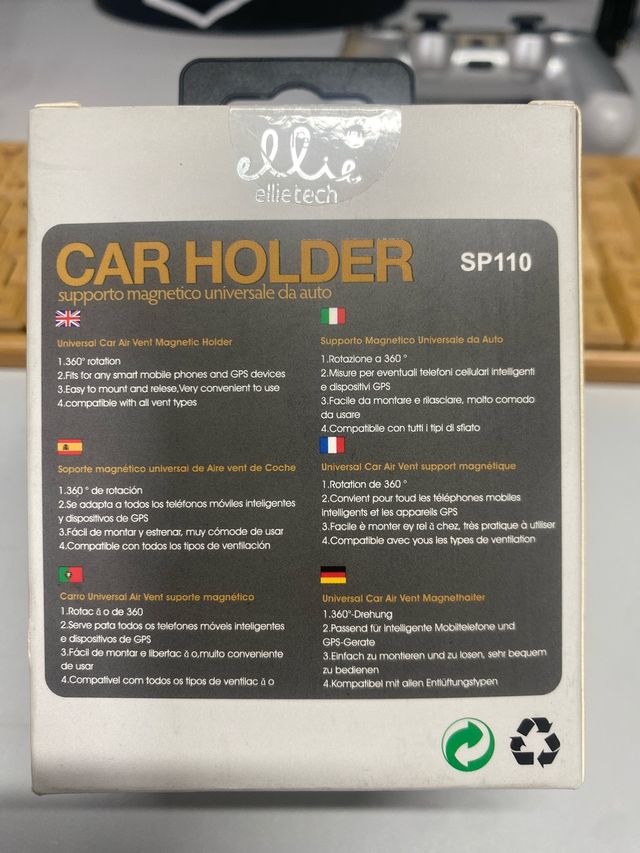 ellie
ellietech
CAR HOLDER
SP110
supporto magnetico universale da auto
Universal Car Air Vent Magnetic Holder
1.360° rotation
2.Fits for any smart mobile phones and GPS devices
3.Easy to mount and relese,Very convenient to use
4.compatible with all vent types
Supporto Magnetico Universale da Auto
1.Rotazione a 360°
2.Misure per eventuali telefoni cellulari intelligenti
e dispositivi GPS
3.Facile da montare e rilasciare, molto comodo
da usare
4.Compatibile con tutti i tipi di sfiato
Soporte magnético universal de Aire vent de Coche
1.360 ° de rotación
2.Se adapta a todos los teléfonos móviles inteligentes
y dispositivos de GPS
3.Fácil de montar y estrenar, muy cómode de usar
4.Compatible con todos los tipos de ventilación
Universal Car Air Vent support magnétique
1.Rotation de 360°
2.Convient pour toud les téléphones mobiles
intelligents et les appareils GPS
3.Facile è monter ey rel ă chez, très pratique à utiliser
4.Compatible avec yous les types de ventilation
Carro Universal Air Vent suporte magnético
1.Rotac ă o de 360
2.Serve pata todos os telefones móveis inteligentes
e dispositivos de GPS
3.Fácil de montar e libertac ă o,muito conveniente
de usar
4.Compatível com todos os tipos de ventilac ă o
Universal Car Air Vent Magnethalter
1.360°-Drehung
2.Passend für intelligente Mobiltelefone und
GPS-Gerate
3.Einfach zu montieren und zu losen, sehr bequem
zu bedienen
4.Kompatibel mit allen Entlüftungstypen